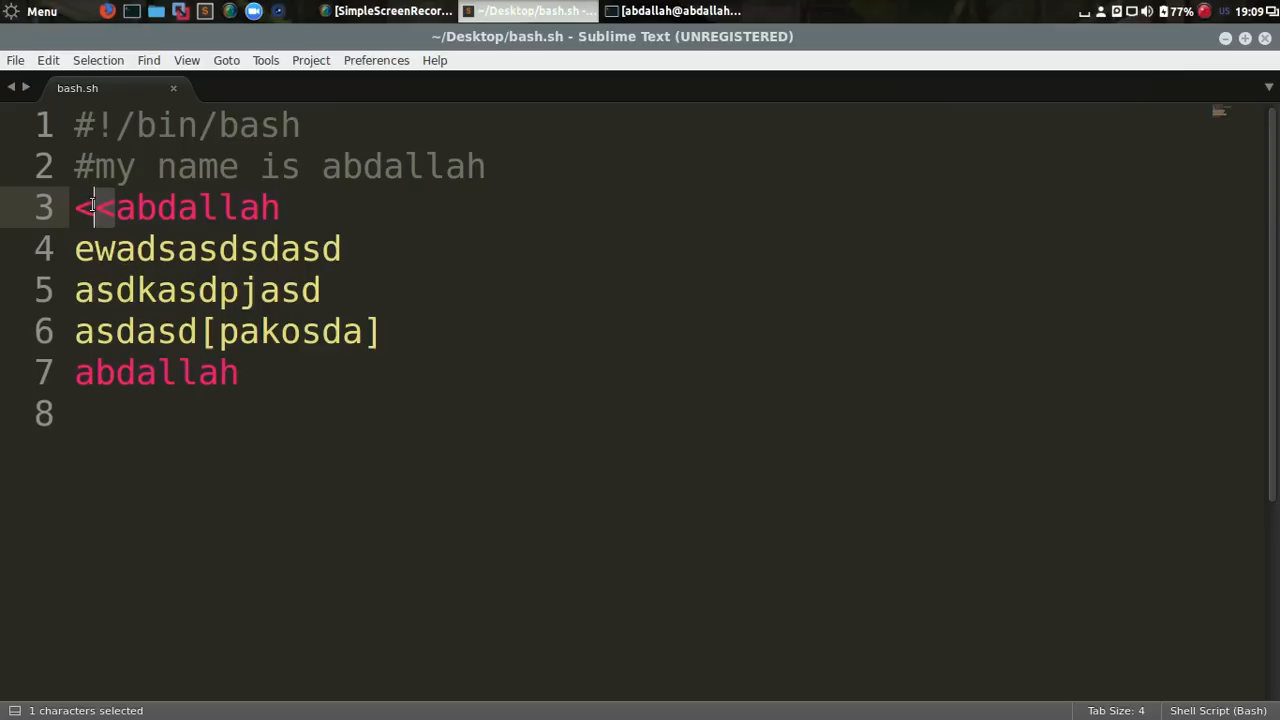 Menu
[SimpleScreenRecor...
~/Desktop/bash.sh -...
[abdallah@abdallah...
77%
US
19:09
~/Desktop/bash.sh - Sublime Text (UNREGISTERED)
File Edit Selection Find View Goto Tools Project Preferences Help
bash.sh
1 #!/bin/bash
2 #my name is abdallah
3 <<abdallah
4 ewadsasdsdasd
5 asdkasdpjasd
6 asdasd[pakosda]
7 abdallah
8
1 characters selected
Tab Size: 4
Shell Script (Bash)